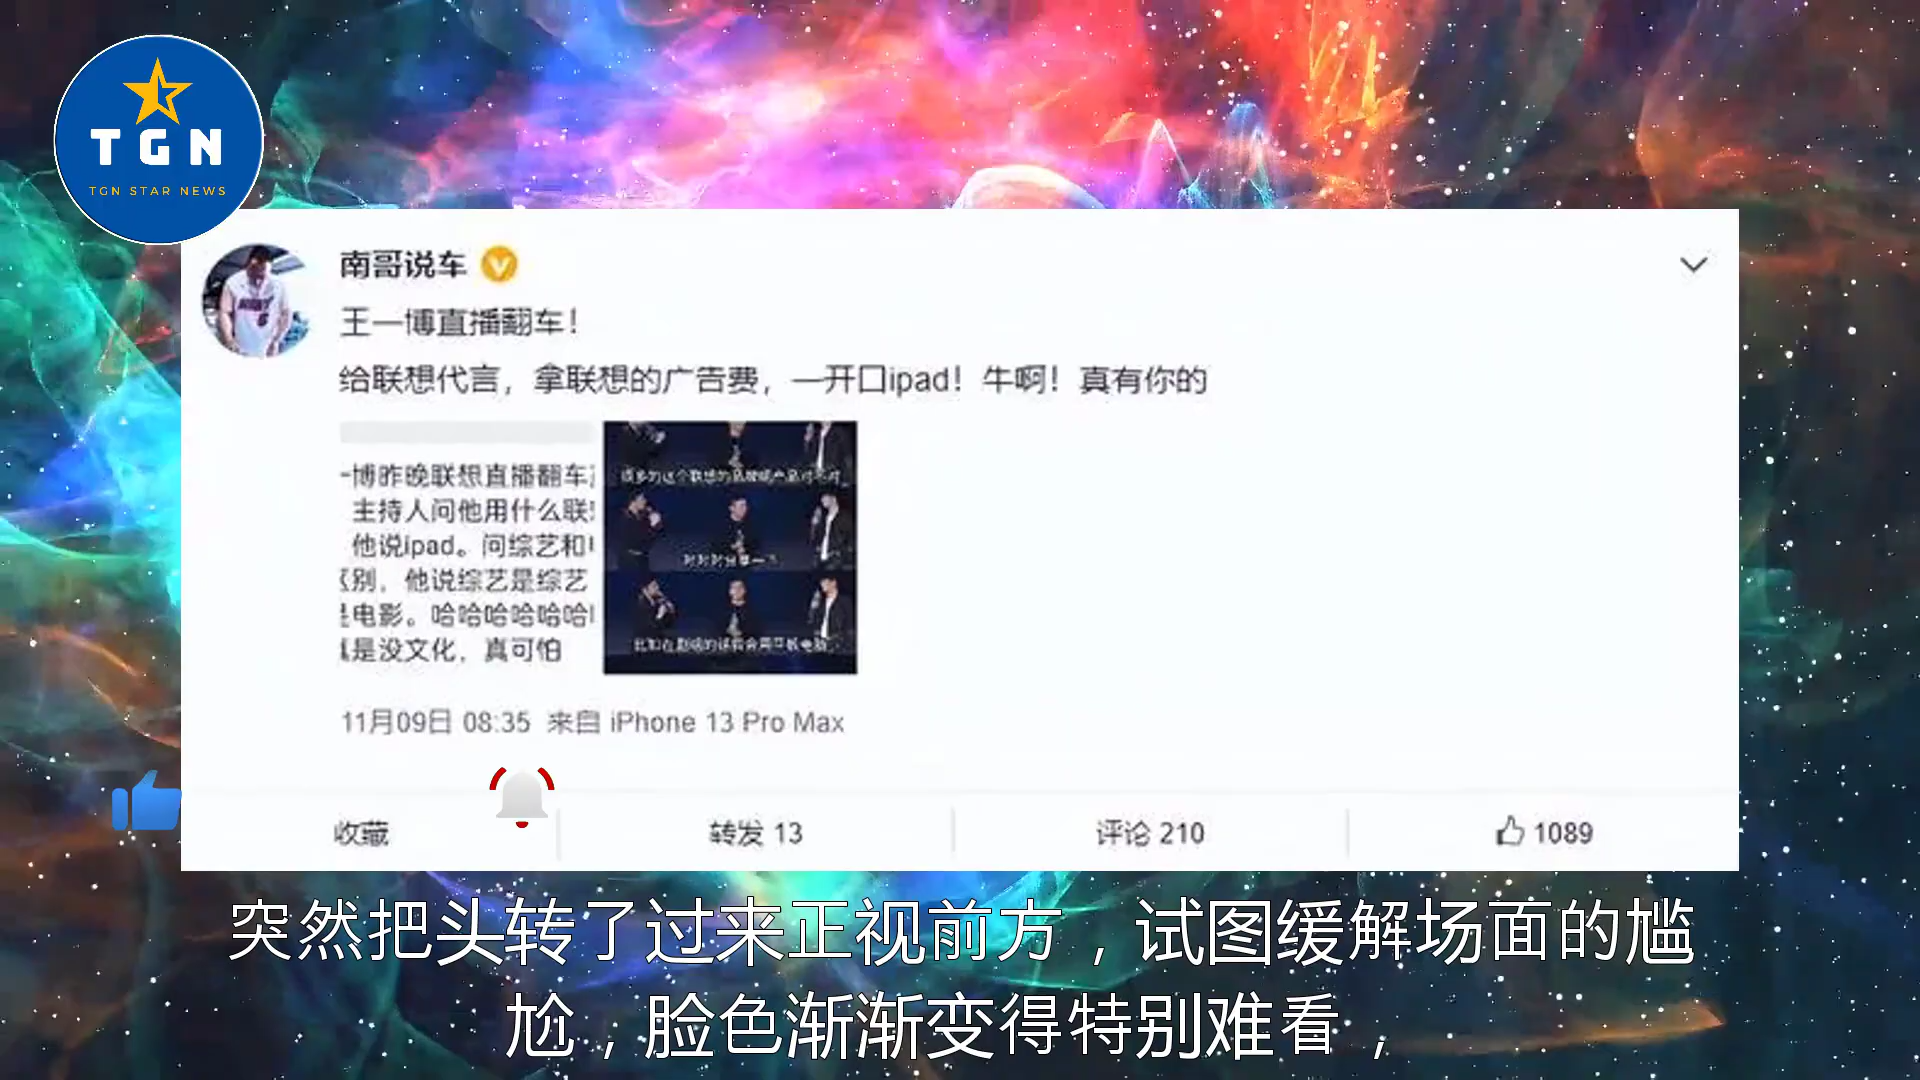 TGN
TGN STAR NEWS
南哥说车
王一博直播翻车！
给联想代言，拿联想的广告费，一开口ipad！牛啊！真有你的
一博昨晚联想直播翻车
主持人问他用什么联
他说ipad。问综艺和
区别，他说综艺是综艺
是电影。哈哈哈哈哈哈
是没文化，真可怕
11月09日 08:35 来自 iPhone 13 Pro Max
收藏
转发 13
评论 210
1089
突然把头转了过来正视前方，试图缓解场面的尴
尬，脸色渐渐变得特别难看，